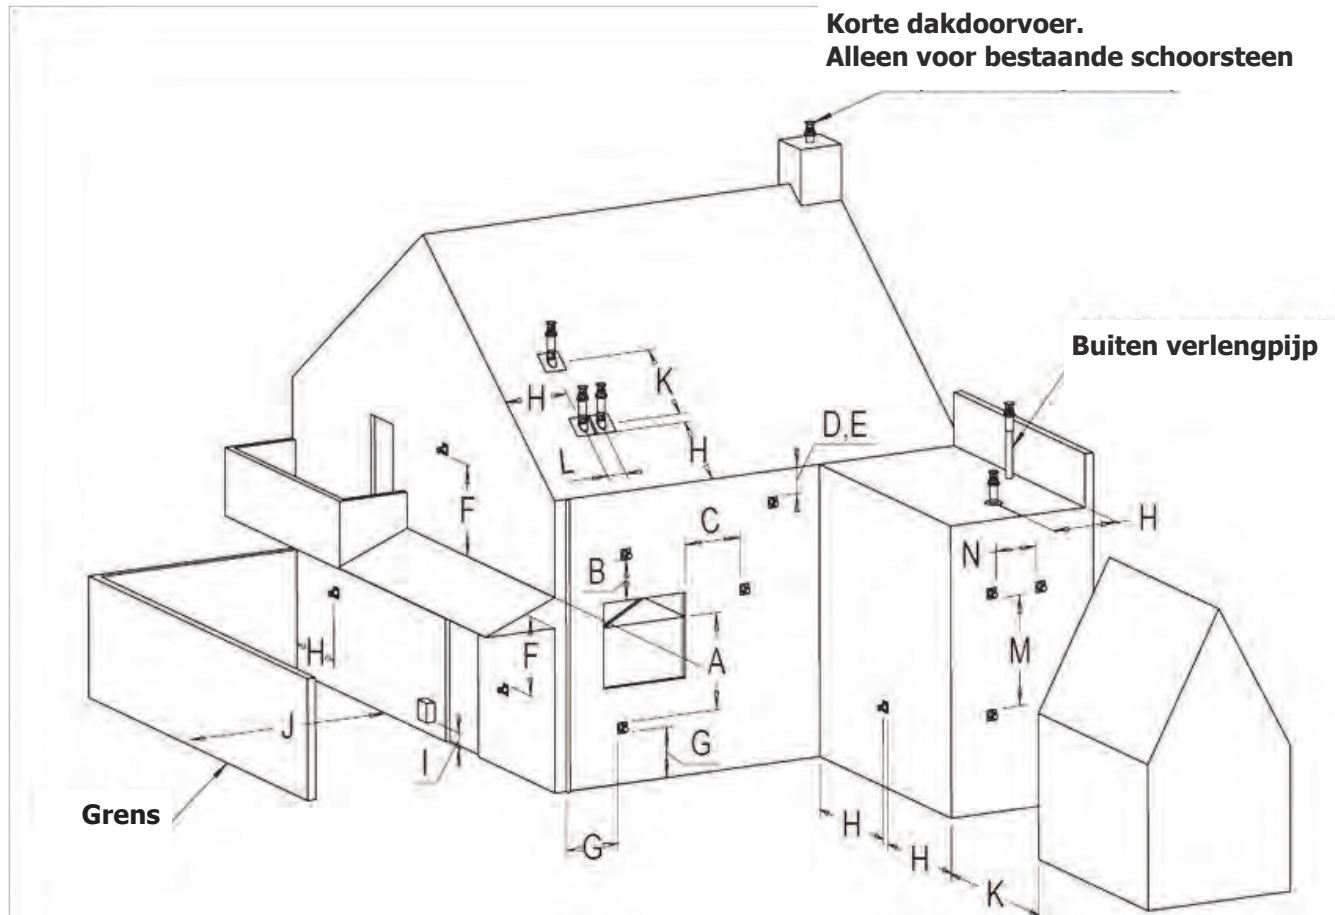 Korte dakdoorvoer.
Alleen voor bestaande schoorsteen
Buiten verlengpijp
K
H
D,E
L
H
F
C
H
N
B
H
F
A
M
J
G
I
Grens
G
H
H
K